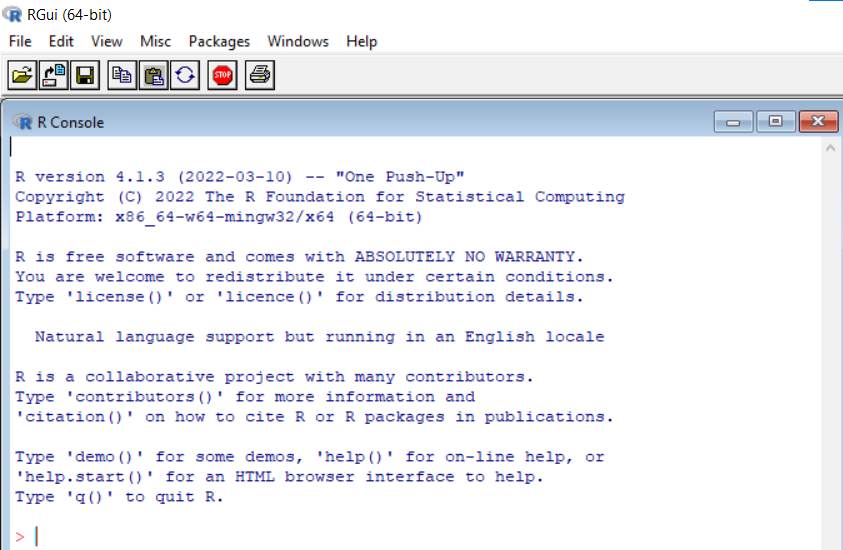 RGui (64-bit)
File Edit View Misc Packages Windows Help
STOP
R Console
R version 4.1.3 (2022-03-10) -- "One Push-Up"
Copyright (C) 2022 The R Foundation for Statistical Computing
Platform: x86_64-w64-mingw32/x64 (64-bit)
R is free software and comes with ABSOLUTELY NO WARRANTY.
You are welcome to redistribute it under certain conditions.
Type 'license()' or 'licence()' for distribution details.
Natural language support but running in an English locale
R is a collaborative project with many contributors.
Type 'contributors()' for more information and
'citation()' on how to cite R or R packages in publications.
Type 'demo()' for some demos, 'help()' for on-line help, or
'help.start()' for an HTML browser interface to help.
Type 'q()' to quit R.
>